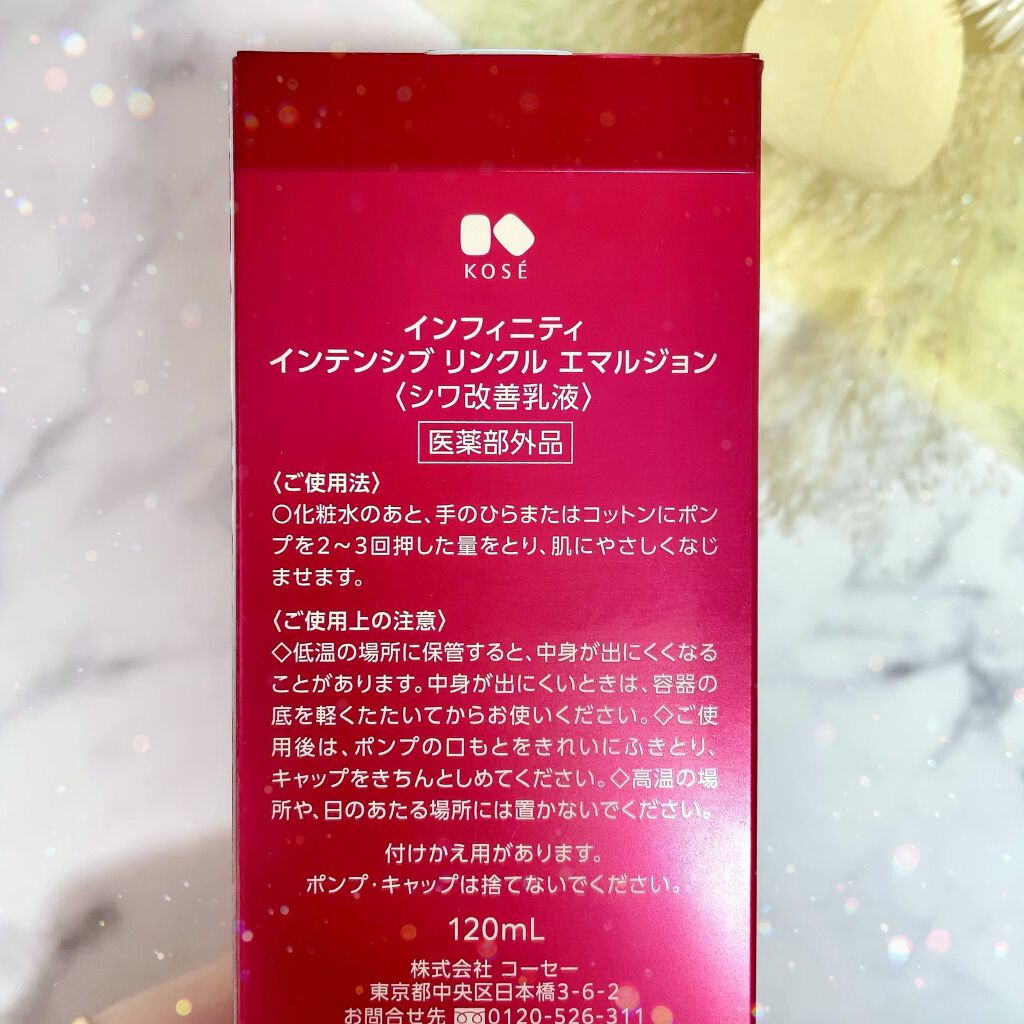 KOSÉ
インフィニティ
インテンシブ リンクル エマルジョン
〈シワ改善乳液〉
医薬部外品
〈ご使用法〉
○化粧水のあと、手のひらまたはコットンにポン
プを2～3回押した量をとり、肌にやさしくなじ
ませます。
〈ご使用上の注意〉
◇低温の場所に保管すると、中身が出にくくなる
ことがあります。中身が出にくいときは、容器の
底を軽くたたいてからお使いください。◇ご使
用後は、ポンプの口もとをきれいにふきとり、
キャップをきちんとしめてください。◇高温の場
所や、日のあたる場所には置かないでください。
付けかえ用があります。
ポンプ・キャップは捨てないでください。
120mL
株式会社 コーセー
東京都中央区日本橋3-6-2
お問合せ先 0120-526-311